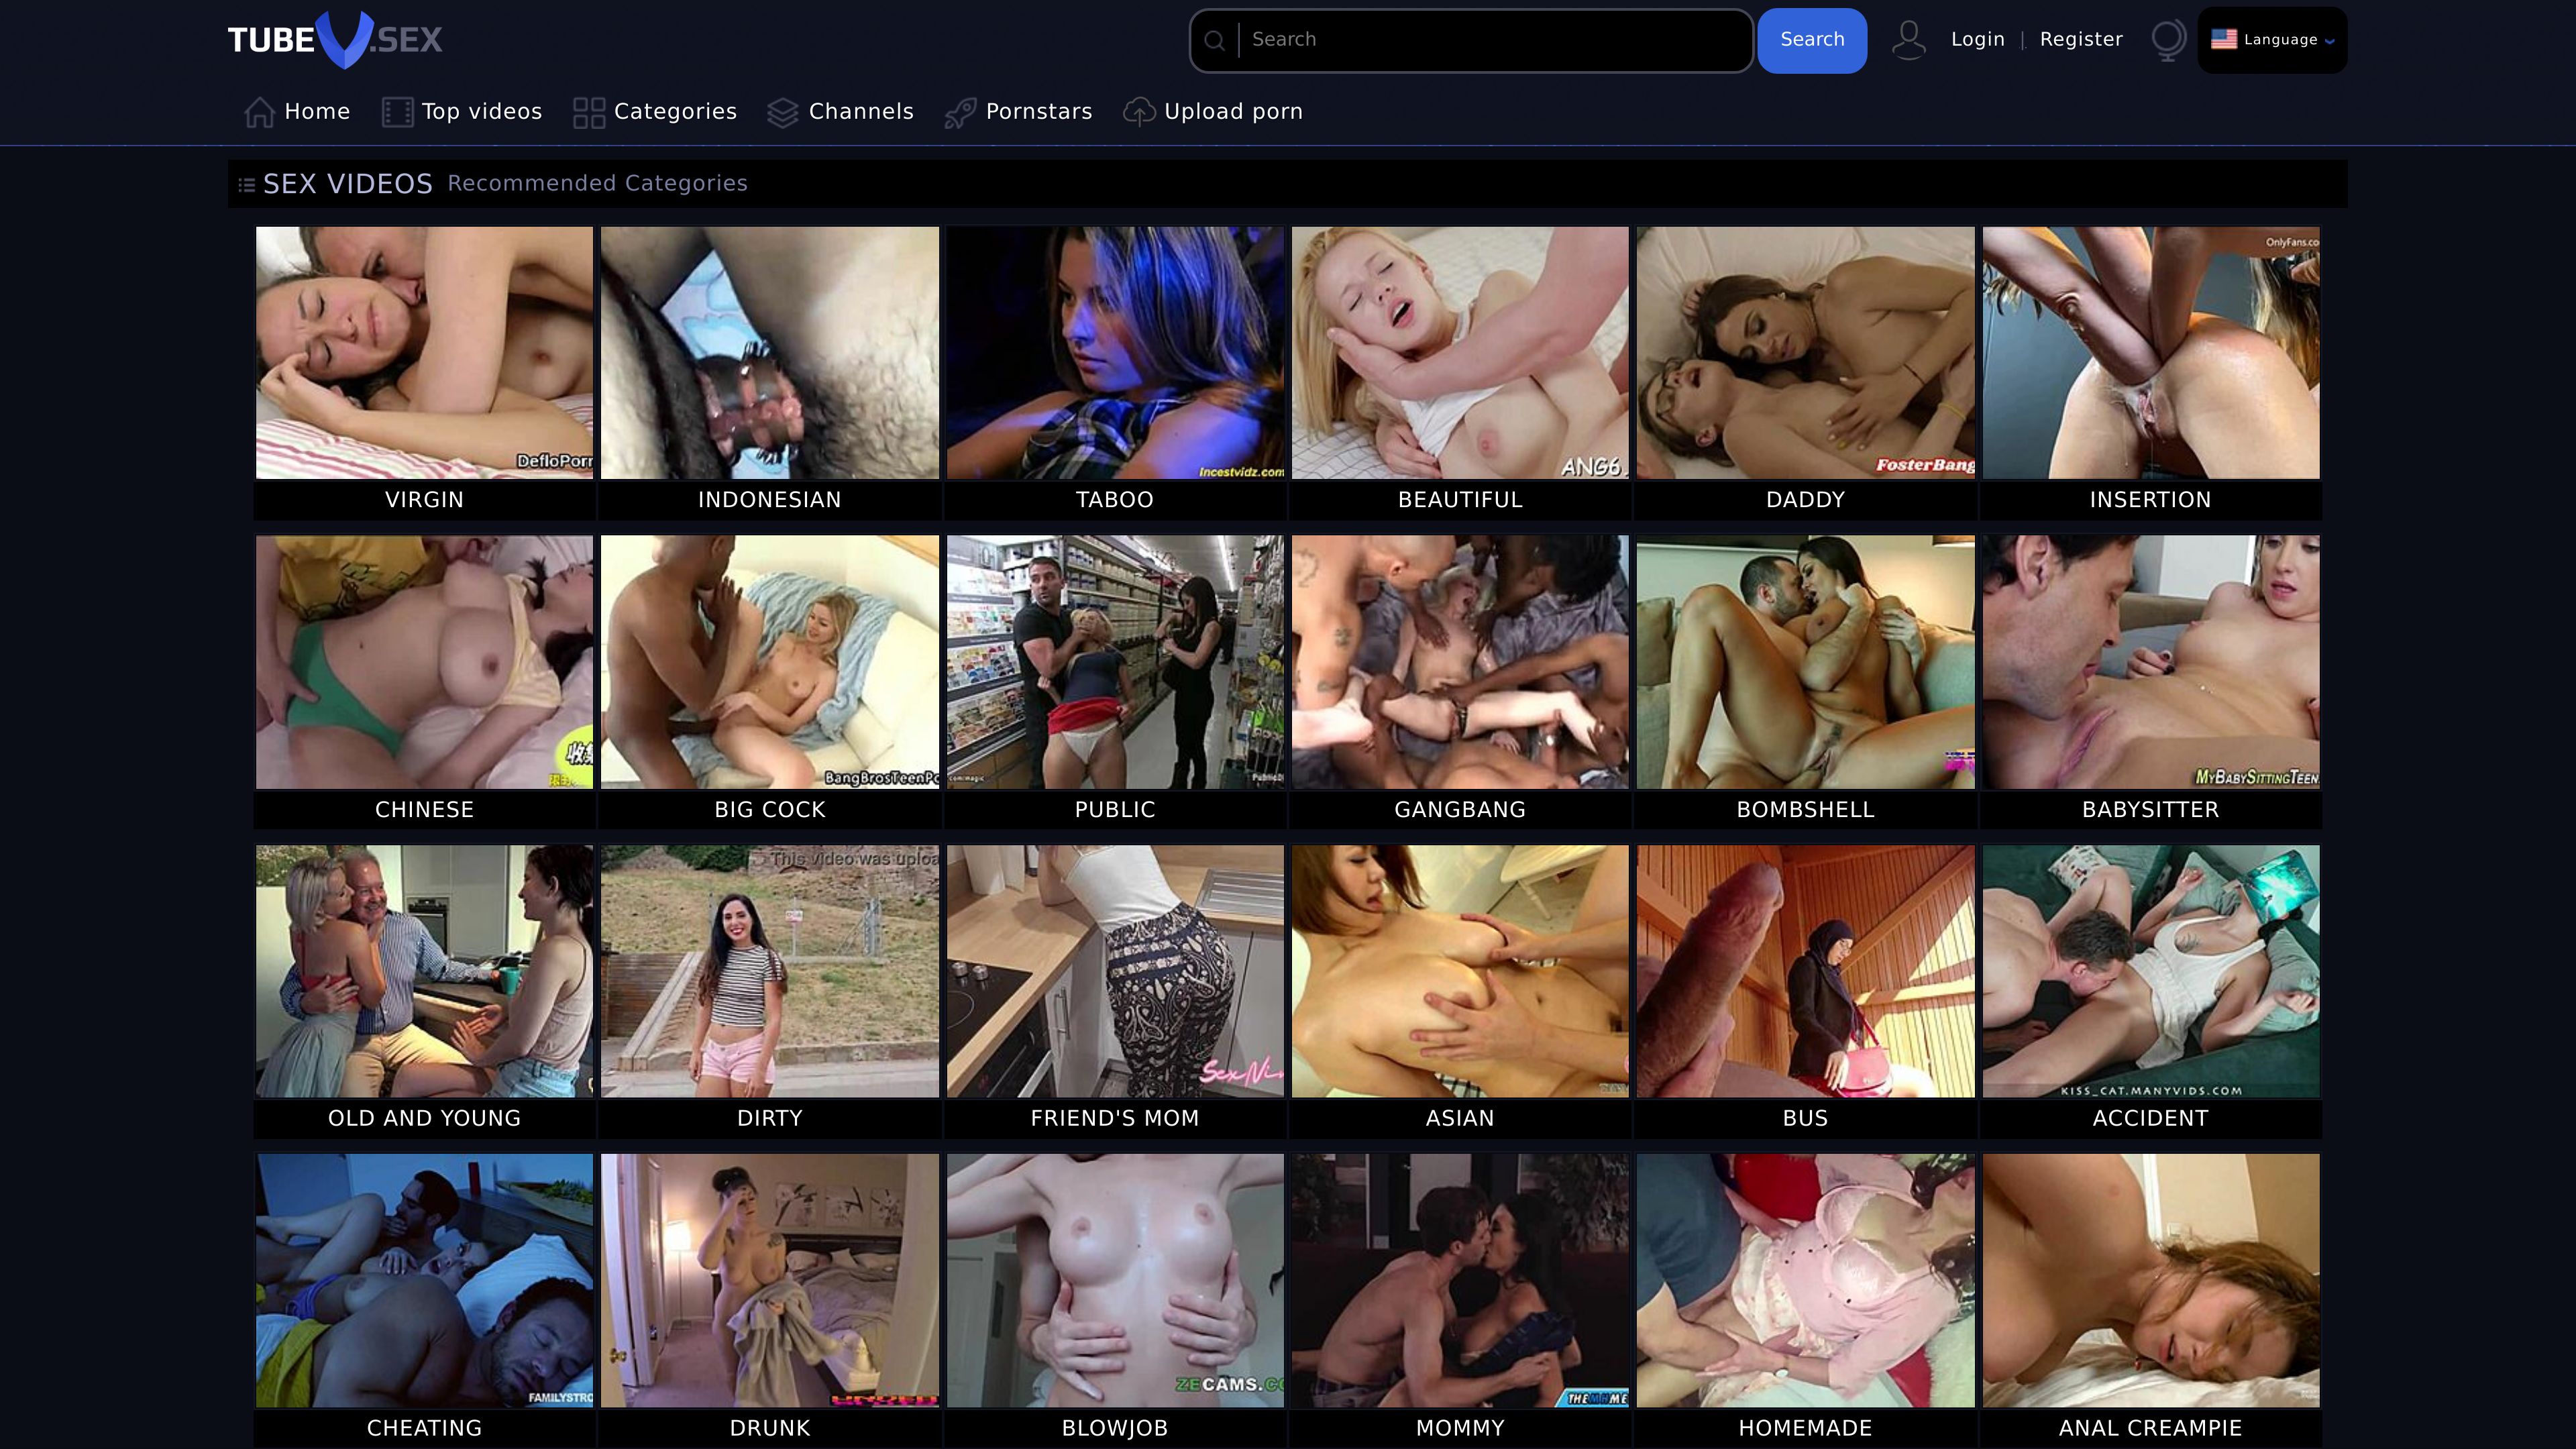 TUBEV.SEX
Search
Search
Login | Register
Language
Home
Top videos
Categories
Channels
Pornstars
Upload porn
SEX VIDEOS Recommended Categories
OnlyFans.co
DefloPorn
Incestvidz.com
ANG6.
FosterBang
VIRGIN
INDONESIAN
TABOO
BEAUTIFUL
DADDY
INSERTION
BangBrosTeenPo
com/magic
MYBABYSITTINGTEEN.
CHINESE
BIG COCK
PUBLIC
GANGBANG
BOMBSHELL
BABYSITTER
This video was uploa
KISS_CAT.MANYVIDS.COM
OLD AND YOUNG
DIRTY
FRIEND'S MOM
ASIAN
BUS
ACCIDENT
FAMILYSTRO
ZECAMS.CO
CHEATING
DRUNK
BLOWJOB
MOMMY
HOMEMADE
ANAL CREAMPIE